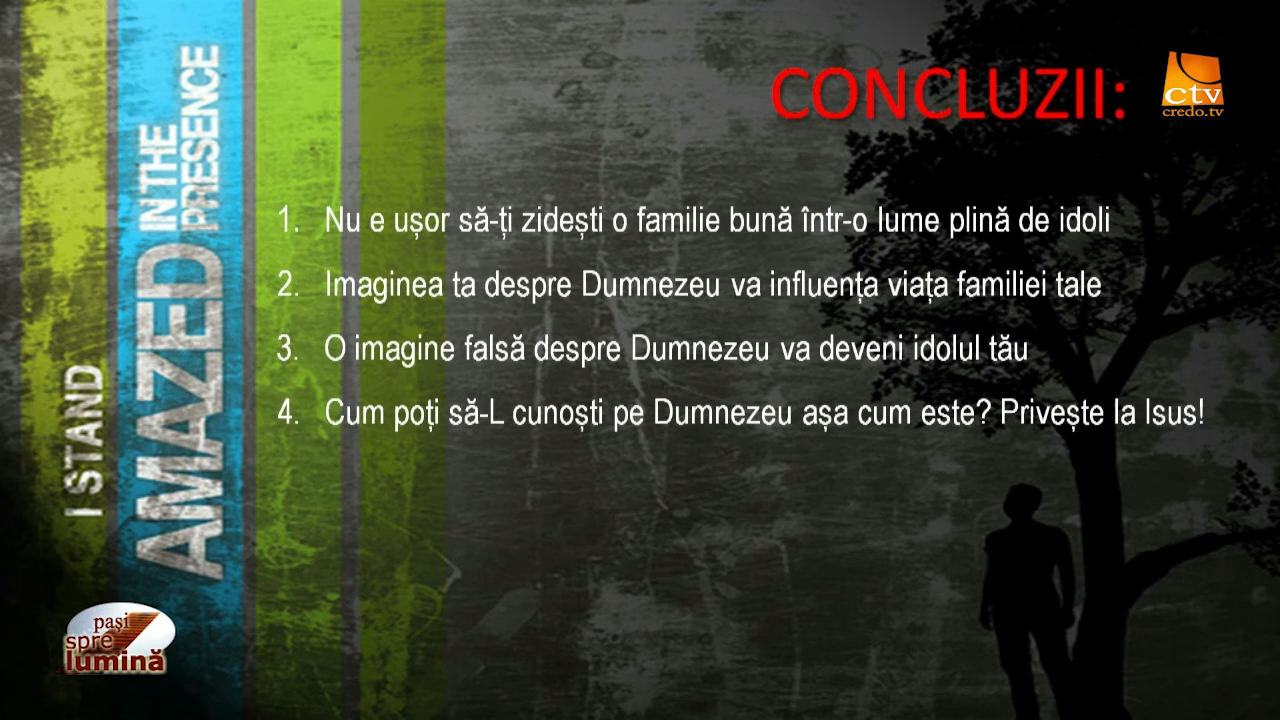 CONCLUZII:
ctv
credo.tv
1. Nu e ușor să-ți zidești o familie bună într-o lume plină de idoli
2. Imaginea ta despre Dumnezeu va influența viața familiei tale
3. O imagine falsă despre Dumnezeu va deveni idolul tău
4. Cum poți să-L cunoști pe Dumnezeu așa cum este? Privește la Isus!
I STAND
AMAZED
IN THE
PRESENCE
pași
spre
lumină